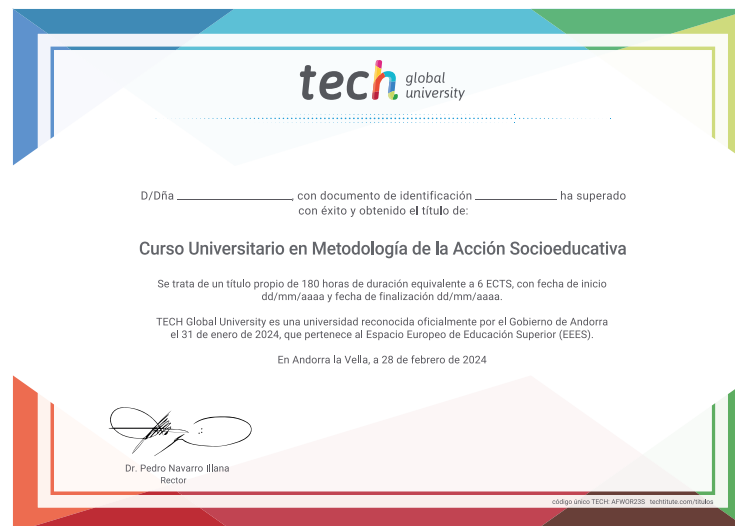 tech global university
D/Dña ______________, con documento de identificación __________ ha superado
con éxito y obtenido el título de:
Curso Universitario en Metodología de la Acción Socioeducativa
Se trata de un título propio de 180 horas de duración equivalente a 6 ECTS, con fecha de inicio
dd/mm/aaaa y fecha de finalización dd/mm/aaaa.
TECH Global University es una universidad reconocida oficialmente por el Gobierno de Andorra
el 31 de enero de 2024, que pertenece al Espacio Europeo de Educación Superior (EEES).
En Andorra la Vella, a 28 de febrero de 2024
Dr. Pedro Navarro Illana
Rector
código único TECH: AFWOR23S techtitute.com/titulos